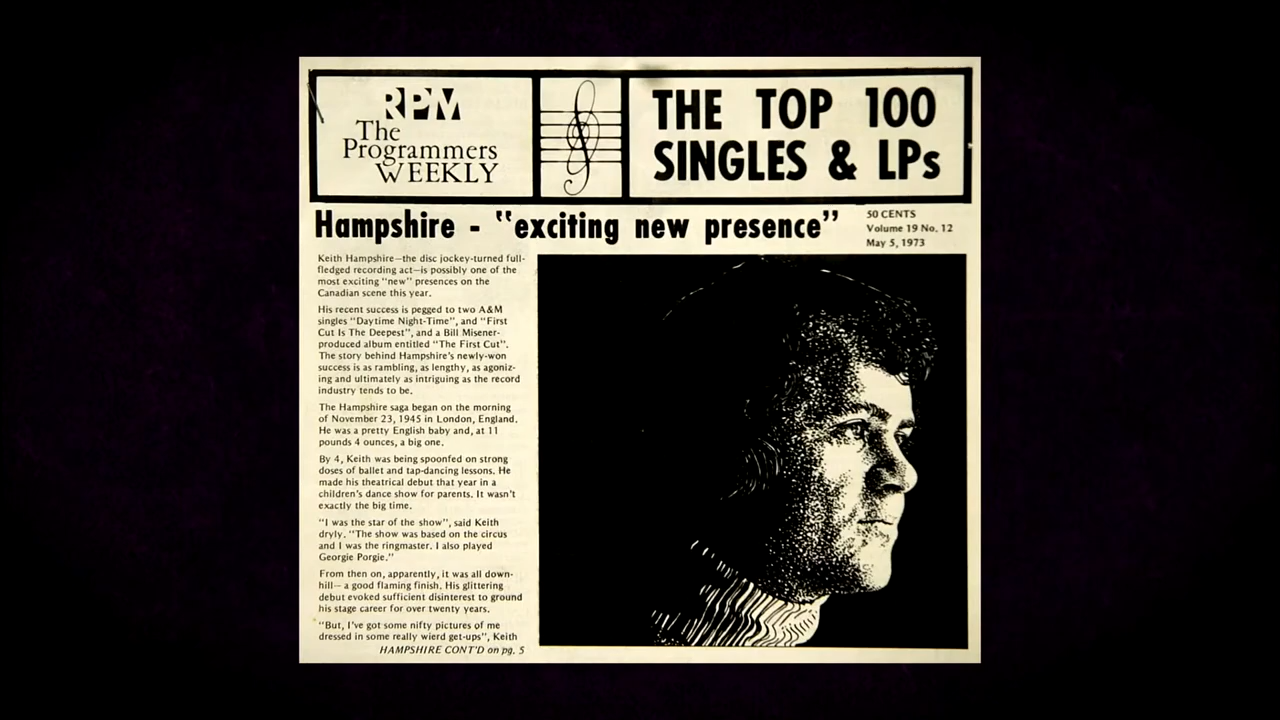 RPM
The
Programmers
WEEKLY
THE TOP 100
SINGLES & LPs
Hampshire - "exciting new presence"
50 CENTS
Volume 19 No. 12
May 5, 1973
Keith Hampshire—the disc jockey-turned full-
fledged recording act—is possibly one of the
most exciting "new" presences on the
Canadian scene this year.
His recent success is pegged to two A&M
singles "Daytime Night-Time", and "First
Cut Is The Deepest", and a Bill Misener-
produced album entitled "The First Cut".
The story behind Hampshire's newly-won
success is as rambling, as lengthy, as agoniz-
ing and ultimately as intriguing as the record
industry tends to be.
The Hampshire saga began on the morning
of November 23, 1945 in London, England.
He was a pretty English baby and, at 11
pounds 4 ounces, a big one.
By 4, Keith was being spoonfed on strong
doses of ballet and tap-dancing lessons. He
made his theatrical debut that year in a
children's dance show for parents. It wasn't
exactly the big time.
"I was the star of the show", said Keith
dryly. "The show was based on the circus
and I was the ringmaster. I also played
Georgie Porgie."
From then on, apparently, it was all down-
hill— a good flaming finish. His glittering
debut evoked sufficient disinterest to ground
his stage career for over twenty years.
"But, I've got some nifty pictures of me
dressed in some really wierd get-ups", Keith
HAMPSHIRE CONT'D on pg. 5